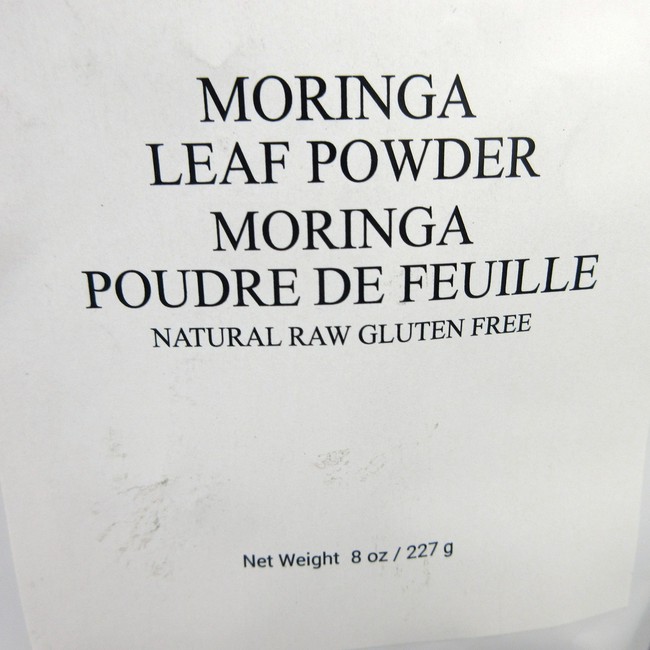 MORINGA
LEAF POWDER
MORINGA
POUDRE DE FEUILLE
NATURAL RAW GLUTEN FREE
Net Weight 8 oz / 227 g